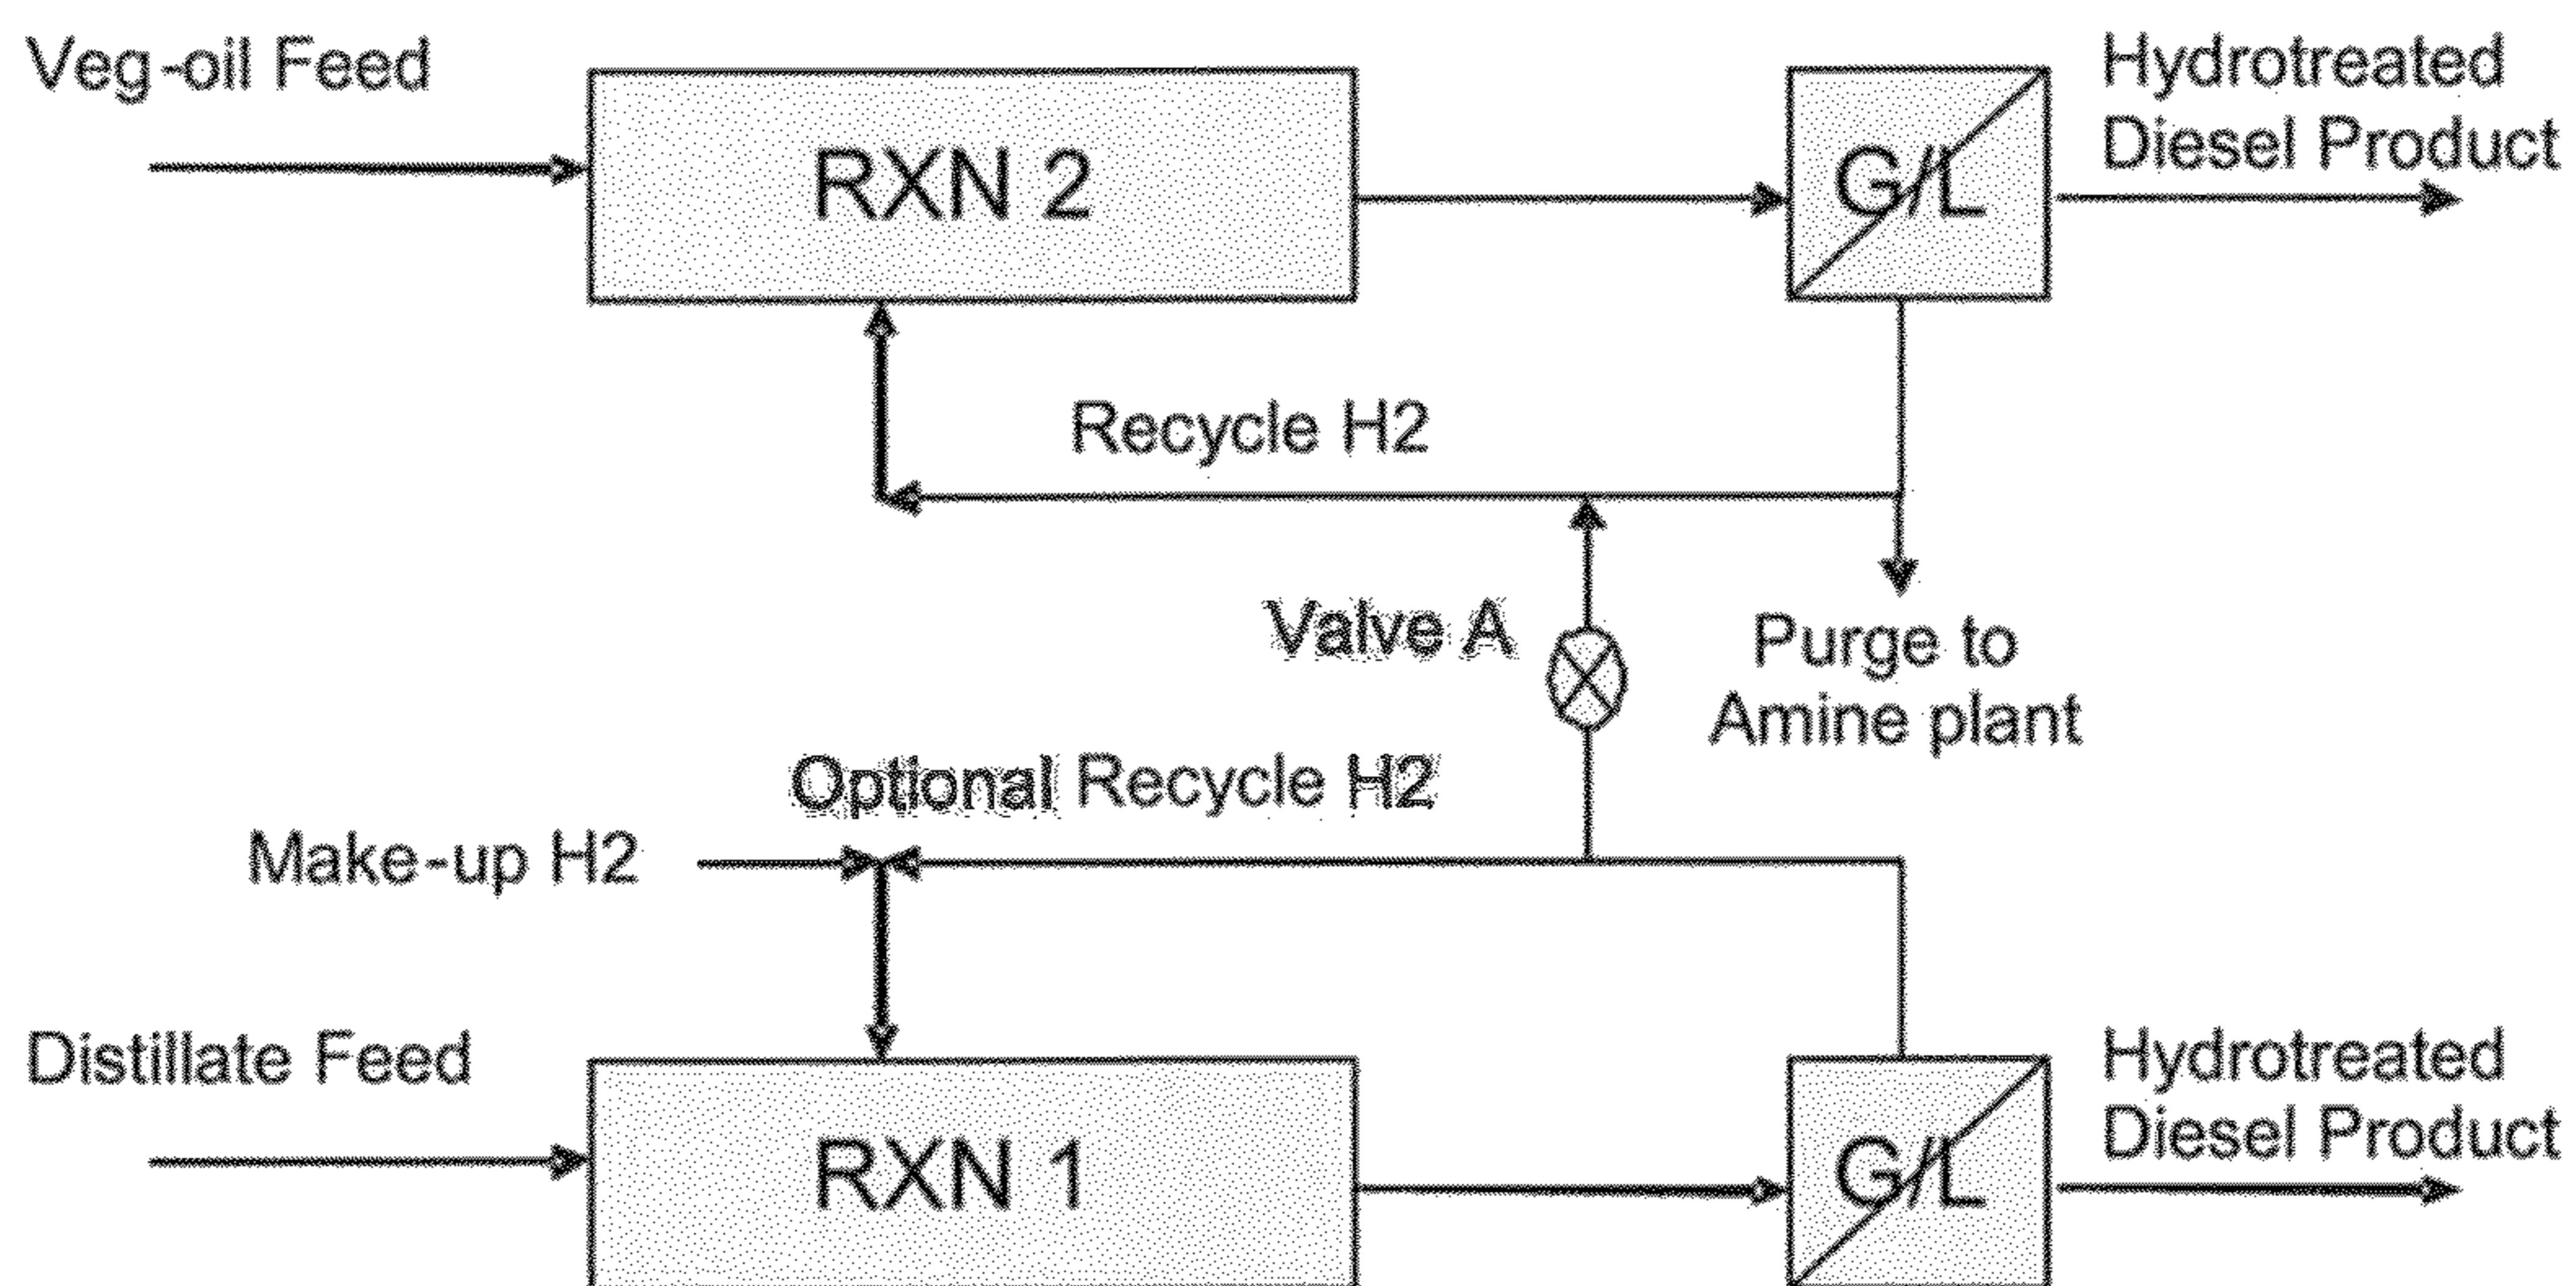 Veg-oil Feed
RXN 2
G/L
Hydrotreated
Diesel Product
Recycle H2
Valve A
Purge to
Amine plant
Optional Recycle H2
Make-up H2
Distillate Feed
RXN 1
G/L
Hydrotreated
Diesel Product